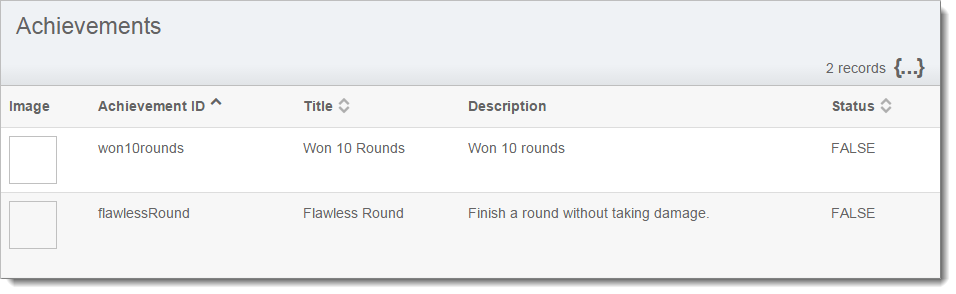 Achievements
2 records {...}
Image Achievement ID Title Description Status
won10rounds Won 10 Rounds Won 10 rounds FALSE
flawlessRound Flawless Round Finish a round without taking damage. FALSE